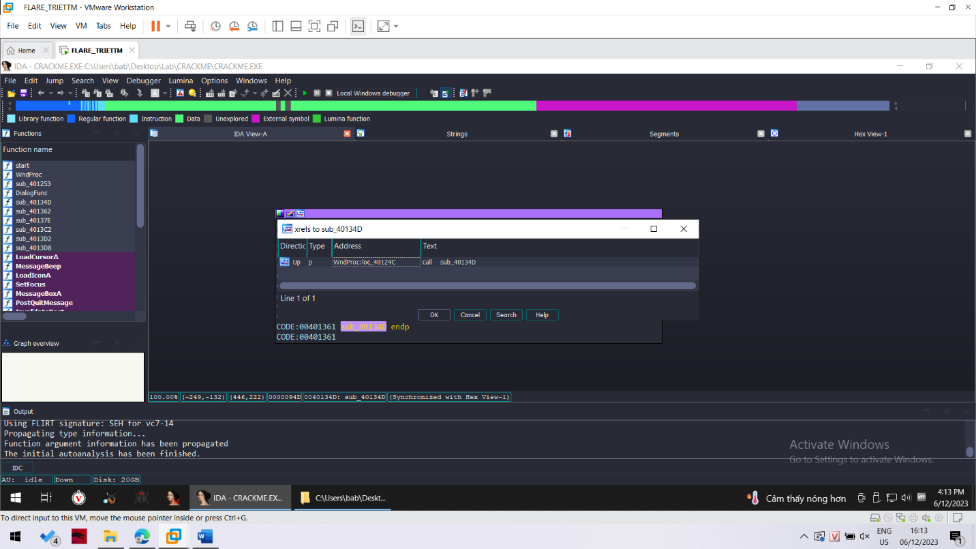 FLARE_TRIETTM - VMware Workstation
File Edit View VM Tabs Help
Home FLARE_TRIETTM
IDA - CRACKME.EXE C:\Users\bab\Desktop\Lab\CRACKME\CRACKME.EXE
File Edit Jump Search View Debugger Lumina Options Windows Help
Local Windows debugger
Library function Regular function Instruction Data Unexplored External symbol Lumina function
Functions IDA View-A Strings Segments Hex View-1
Function name
start
WndProc
sub_401253
DialogFunc
sub_40134D
sub_401362
sub_40137E
sub_4013C2
sub_4013D2
sub_4013D8
LoadCursorA
MessageBeep
LoadIconA
SetFocus
MessageBoxA
PostQuitMessage
xrefs to sub_40134D
Directic Type Address Text
Up p WndProc:loc_40124C call sub_40134D
Line 1 of 1
OK Cancel Search Help
CODE:00401361 sub_40134D endp
CODE:00401361
Graph overview
100.00% (-249,-132) (446,222) 0000094D 0040134D: sub_40134D (Synchronized with Hex View-1)
Output
Using FLIRT signature: SEH for vc7-14
Propagating type information...
Function argument information has been propagated
The initial autoanalysis has been finished.
IDC
AU: idle Down Disk: 20GB
Activate Windows
Go to Settings to activate Windows.
IDA - CRACKME.EX... C:\Users\bab\Deskt...
Cảm thấy nóng hơn
4:13 PM
6/12/2023
To direct input to this VM, move the mouse pointer inside or press Ctrl+G.
4
ENG
US
16:13
06/12/2023
1